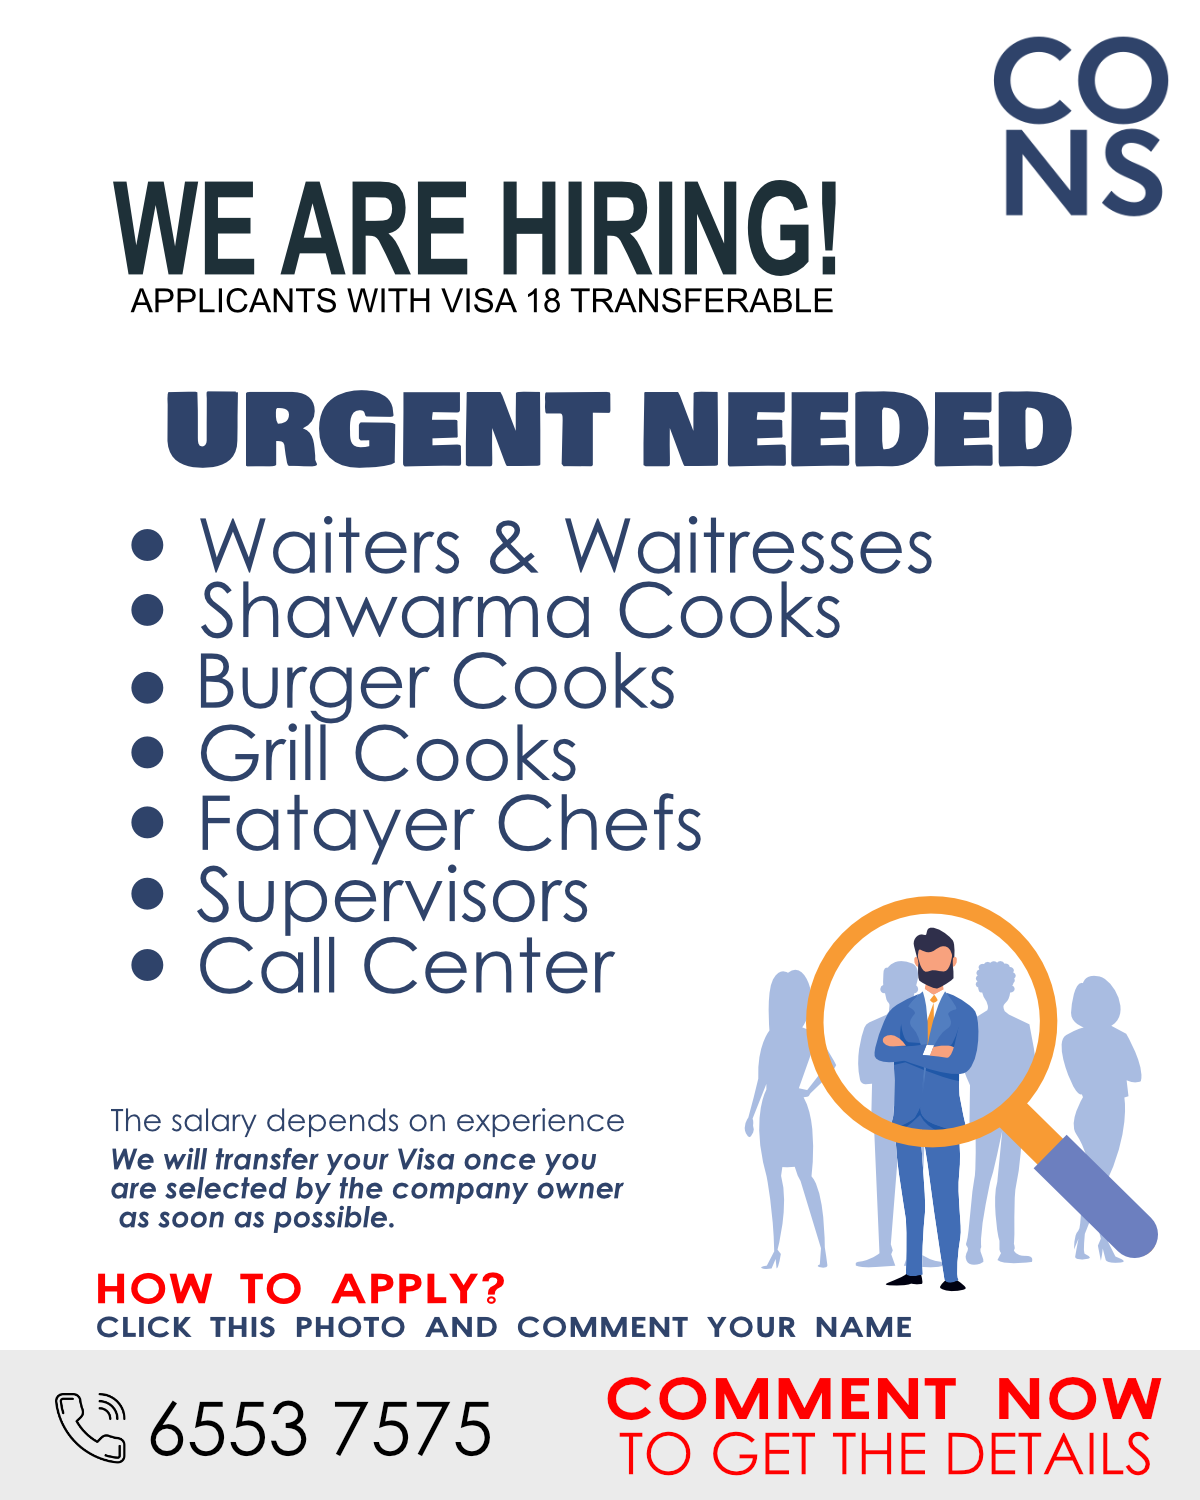 CO
NS
WE ARE HIRING!
APPLICANTS WITH VISA 18 TRANSFERABLE
URGENT NEEDED
• Waiters & Waitresses
• Shawarma Cooks
• Burger Cooks
• Grill Cooks
• Fatayer Chefs
• Supervisors
• Call Center
The salary depends on experience
We will transfer your Visa once you
are selected by the company owner
as soon as possible.
HOW TO APPLY?
CLICK THIS PHOTO AND COMMENT YOUR NAME
6553 7575
COMMENT NOW
TO GET THE DETAILS